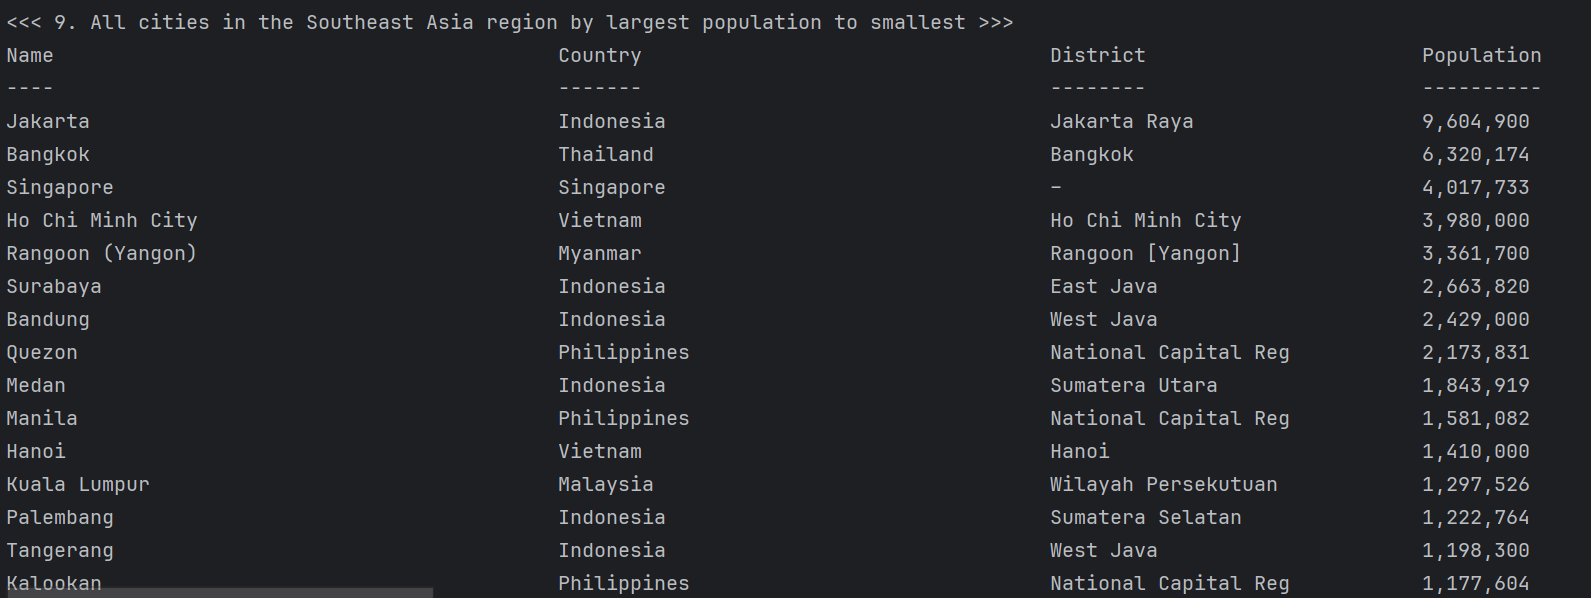 <<< 9. All cities in the Southeast Asia region by largest population to smallest >>>
Name Country District Population
---- ------- -------- ----------
Jakarta Indonesia Jakarta Raya 9,604,900
Bangkok Thailand Bangkok 6,320,174
Singapore Singapore – 4,017,733
Ho Chi Minh City Vietnam Ho Chi Minh City 3,980,000
Rangoon (Yangon) Myanmar Rangoon [Yangon] 3,361,700
Surabaya Indonesia East Java 2,663,820
Bandung Indonesia West Java 2,429,000
Quezon Philippines National Capital Reg 2,173,831
Medan Indonesia Sumatera Utara 1,843,919
Manila Philippines National Capital Reg 1,581,082
Hanoi Vietnam Hanoi 1,410,000
Kuala Lumpur Malaysia Wilayah Persekutuan 1,297,526
Palembang Indonesia Sumatera Selatan 1,222,764
Tangerang Indonesia West Java 1,198,300
Kalookan Philippines National Capital Reg 1,177,604